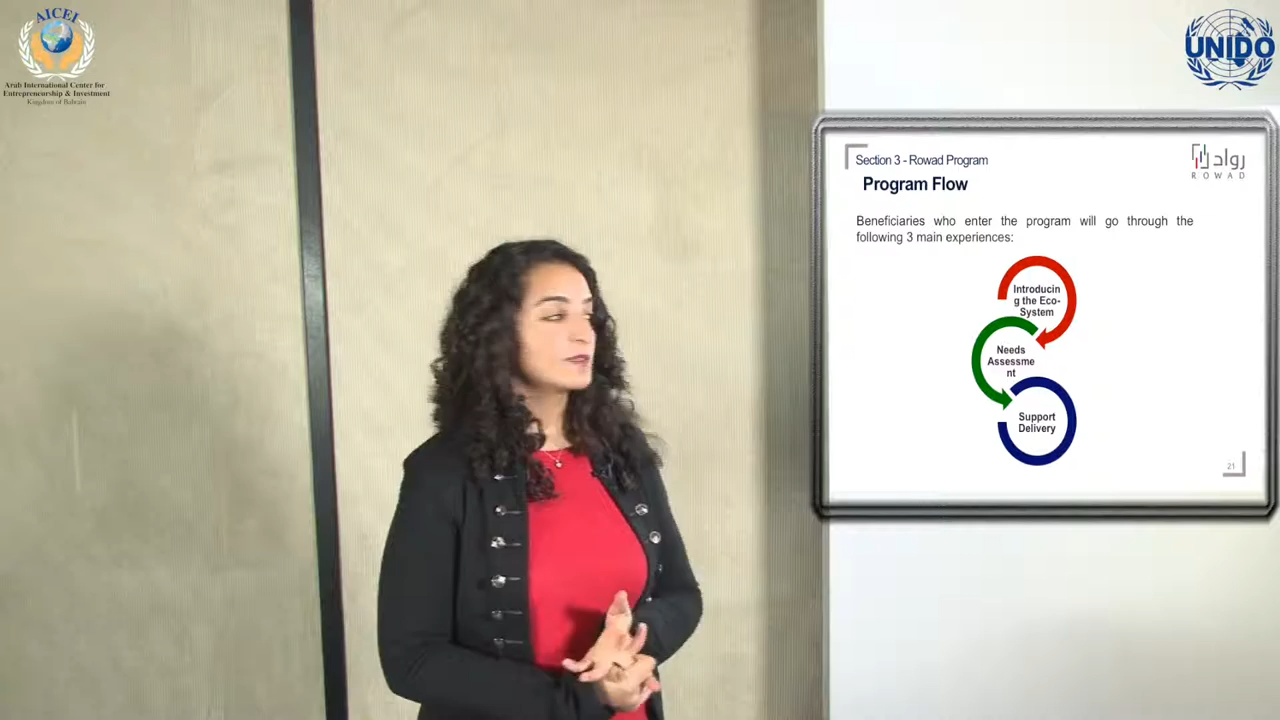 AICEI
Arab International Center for
Entrepreneurship & Investment
Kingdom of Bahrain
UNIDO
Section 3 - Rowad Program
Program Flow
رواد
ROWAD
Beneficiaries who enter the program will go through the
following 3 main experiences:
Introducin
g the Eco-
System
Needs
Assessme
nt
Support
Delivery
21